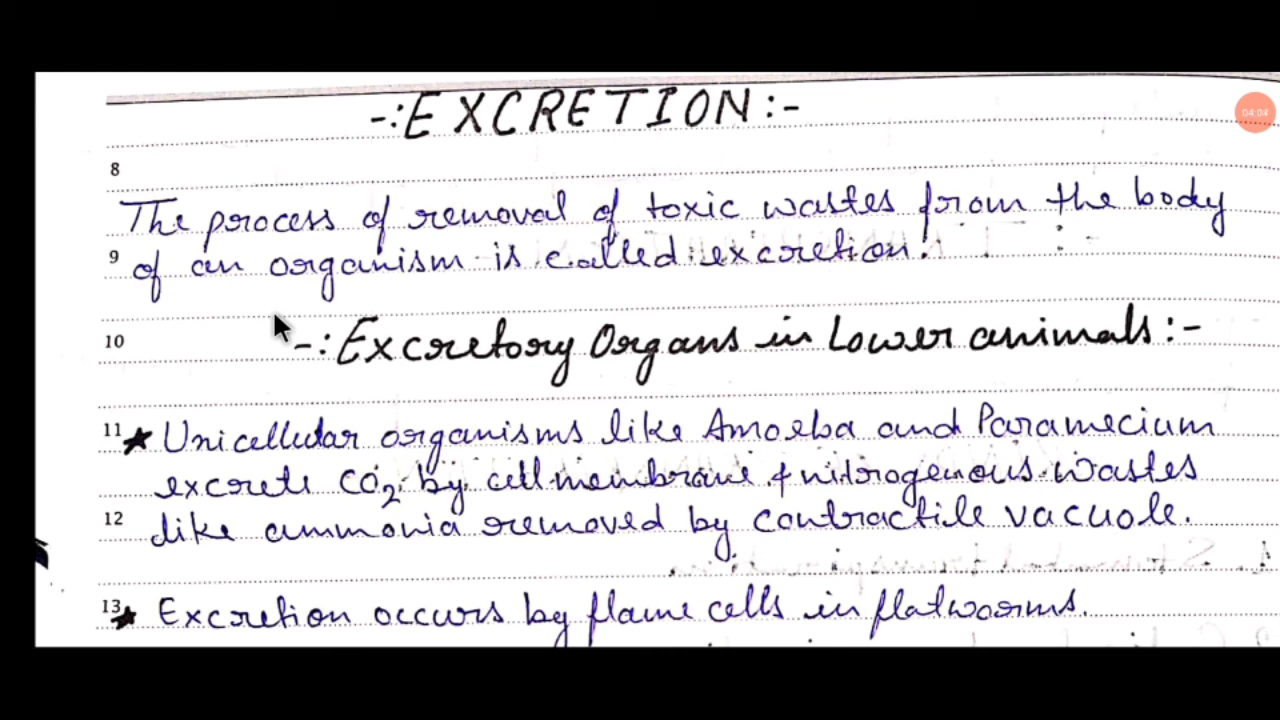 -:EXCRETION:-
8
The process of removal of toxic wastes from the body
9 of an organism is called excretion.
10 -:Excretory Organs in Lower animals:-
11 ★ Unicellular organisms like Amoeba and Paramecium
excrete CO₂ by cell membrane & nitrogenous wastes
12 like ammonia removed by contractile vacuole.
13 ★ Excretion occurs by flame cells in flatworms.
04:04